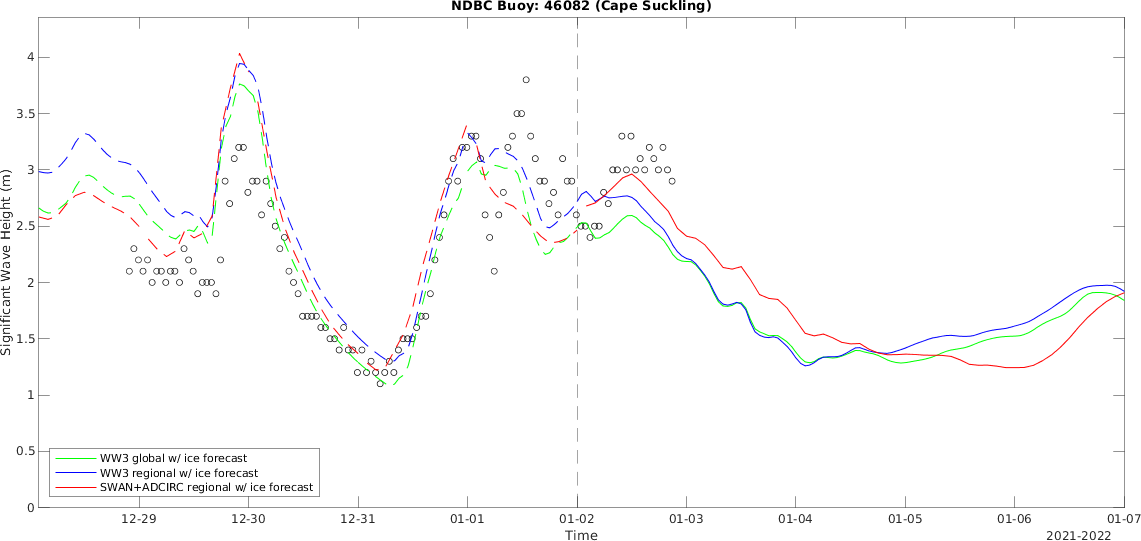 NDBC Buoy: 46082 (Cape Suckling)
Significant Wave Height (m)
4
3.5
3
2.5
2
1.5
1
0.5
0
WW3 global w/ ice forecast
WW3 regional w/ ice forecast
SWAN+ADCIRC regional w/ ice forecast
12-29 12-30 12-31 01-01 01-02 01-03 01-04 01-05 01-06 01-07
Time
2021-2022